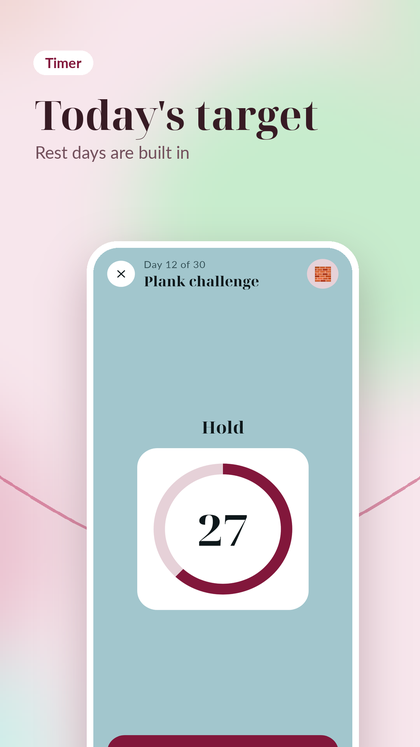 Timer
Today's target
Rest days are built in
Day 12 of 30
Plank challenge
Hold
27